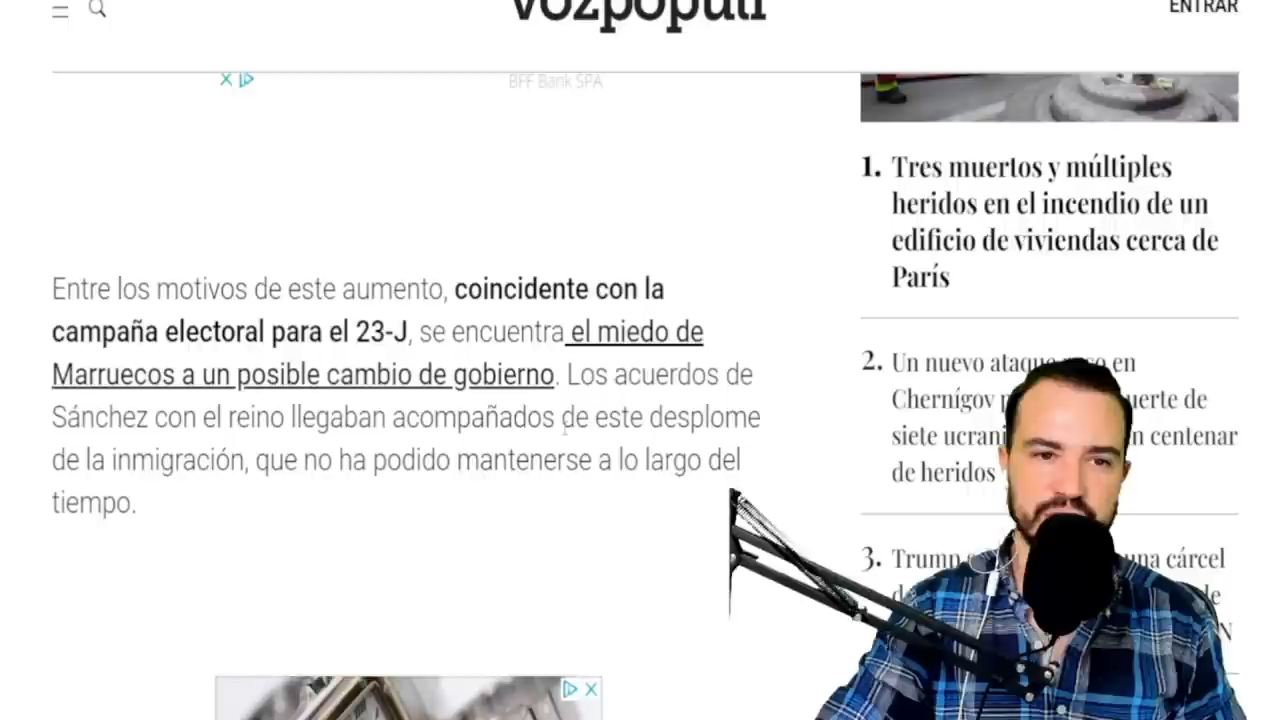 vozpópuli
ENTRAR
BFF Bank SPA
1. Tres muertos y múltiples
heridos en el incendio de un
edificio de viviendas cerca de
París
Entre los motivos de este aumento, coincidente con la
campaña electoral para el 23-J, se encuentra el miedo de
Marruecos a un posible cambio de gobierno. Los acuerdos de
Sánchez con el reino llegaban acompañados de este desplome
de la inmigración, que no ha podido mantenerse a lo largo del
tiempo.
2. Un nuevo ataque en
Chernígov
siete centenar
de heridos
3. Trump una cárcel